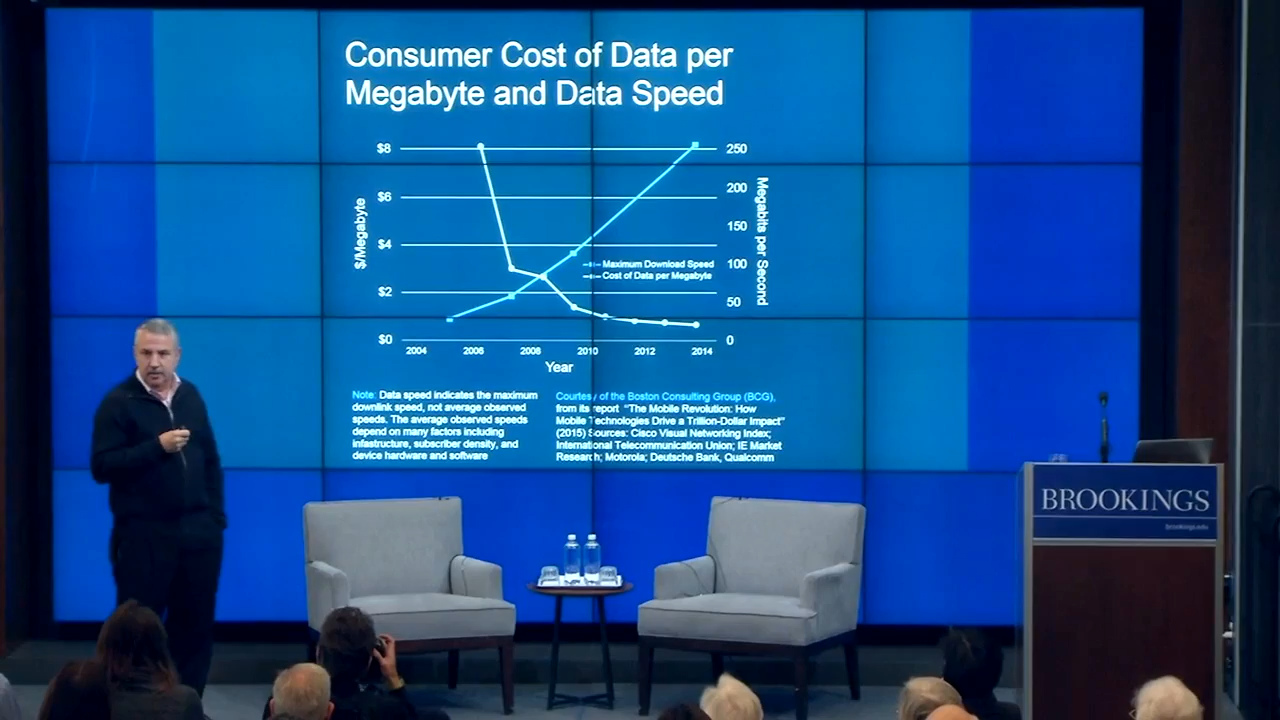 Consumer Cost of Data per
Megabyte and Data Speed
$8
$6
$4
$2
$0
$/Megabyte
250
200
150
100
50
0
Megabits per Second
Maximum Download Speed
Cost of Data per Megabyte
2004 2006 2008 2010 2012 2014
Year
Note: Data speed indicates the maximum
downlink speed, not average observed
speeds. The average observed speeds
depend on many factors including
infastructure, subscriber density, and
device hardware and software
Courtesy of the Boston Consulting Group (BCG),
from its report "The Mobile Revolution: How
Mobile Technologies Drive a Trillion-Dollar Impact"
(2015) Sources: Cisco Visual Networking Index;
International Telecommunication Union; IE Market
Research; Motorola; Deutsche Bank, Qualcomm
BROOKINGS
brookings.edu